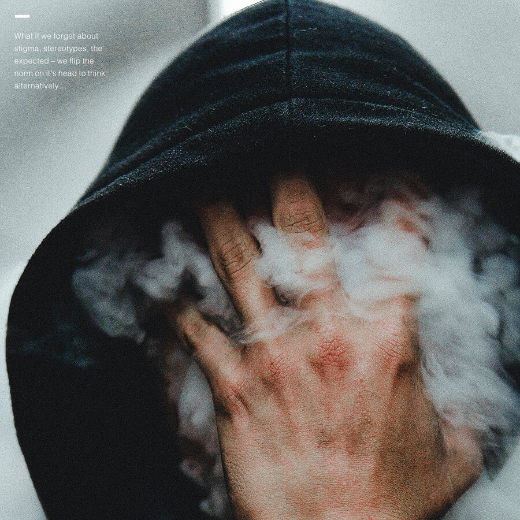 What if we forget about
stigma, stereotypes, the
expected – we flip the
norm on it's head to think
alternatively.